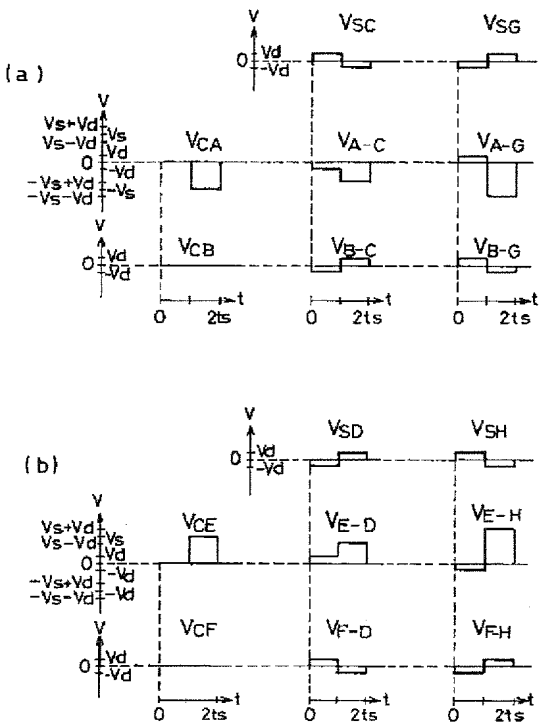 VSC VSG
V
Vd
0
-Vd
(a)
V
Vs+Vd
Vs
Vs-Vd
Vd
VCA VA-C VA-G
0
-Vd
-Vs+Vd
-Vs
-Vs-Vd
V
VCB VB-C VB-G
Vd
0
-Vd
t t t
0 2ts 0 2ts 0 2ts
V
VSD VSH
Vd
0
-Vd
(b)
V
Vs+Vd
VCE VE-D VE-H
Vs-Vd
Vs
Vd
0
-Vd
-Vs+Vd
-Vs-Vd
-Vd
V
VCF VF-D VF-H
Vd
0
-Vd
t t t
0 2ts 0 2ts 0 2ts